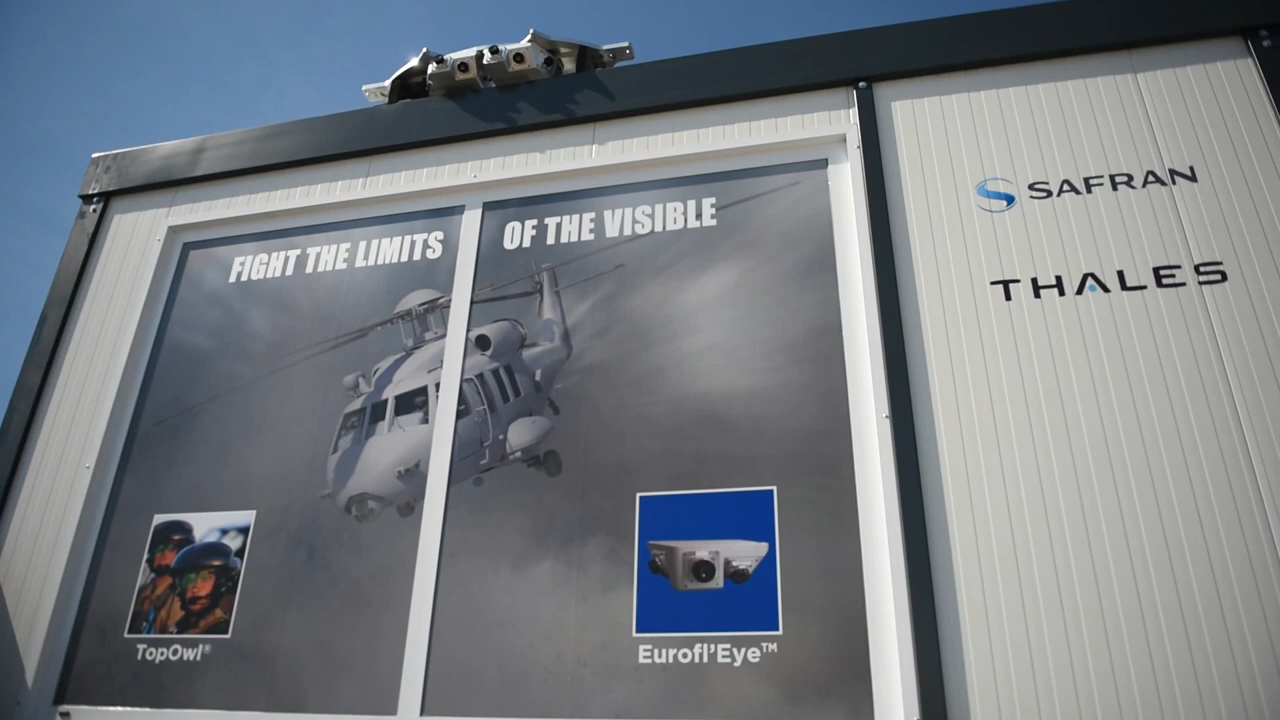 FIGHT THE LIMITS OF THE VISIBLE
SAFRAN
THALES
TopOwl®
Eurofl'Eye™